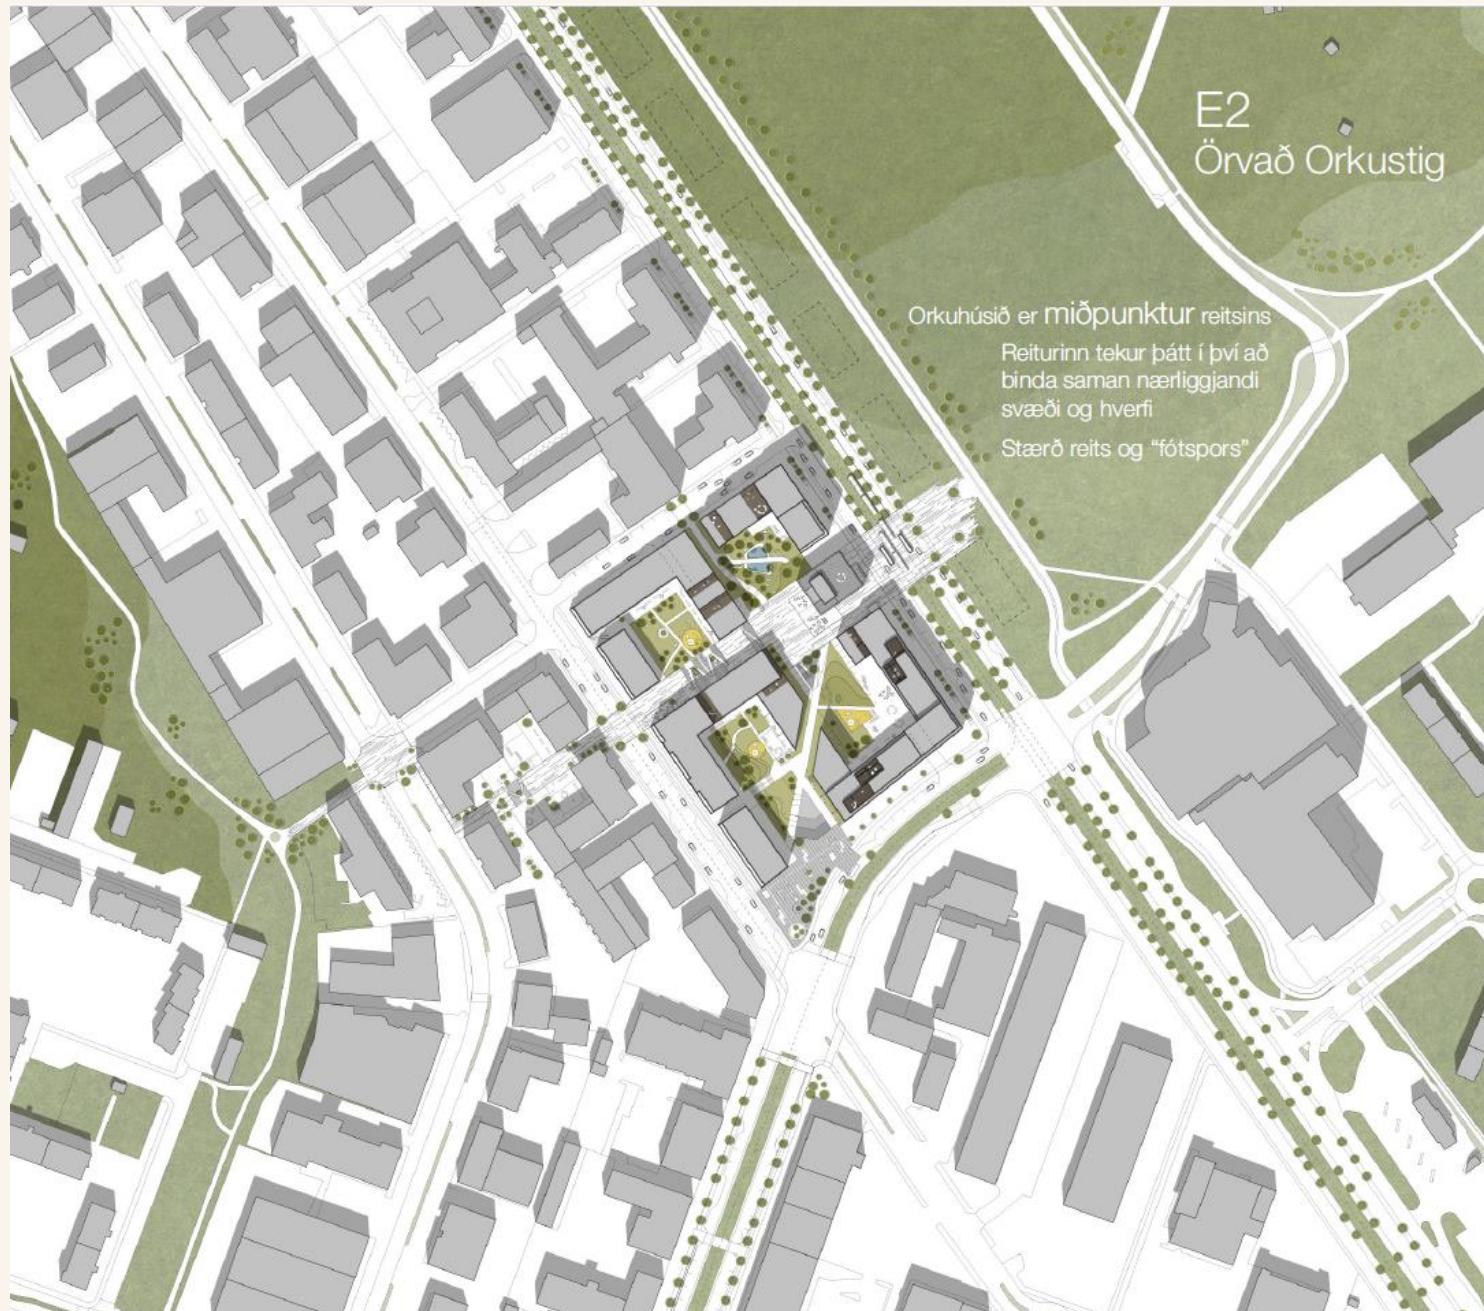 E2
Örvað Orkustig
Orkuhúsið er miðpunktur reitsins
Reiturinn tekur þátt í því að
binda saman nærliggjandi
svæði og hverfi
Stærð reits og “fótspors”